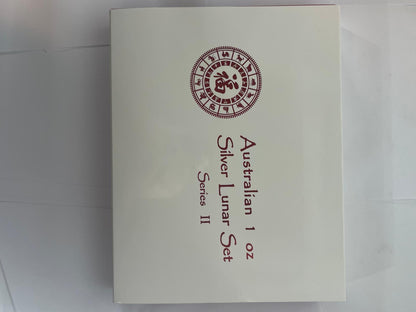 福
Australian 1 oz
Silver Lunar Set
Series II